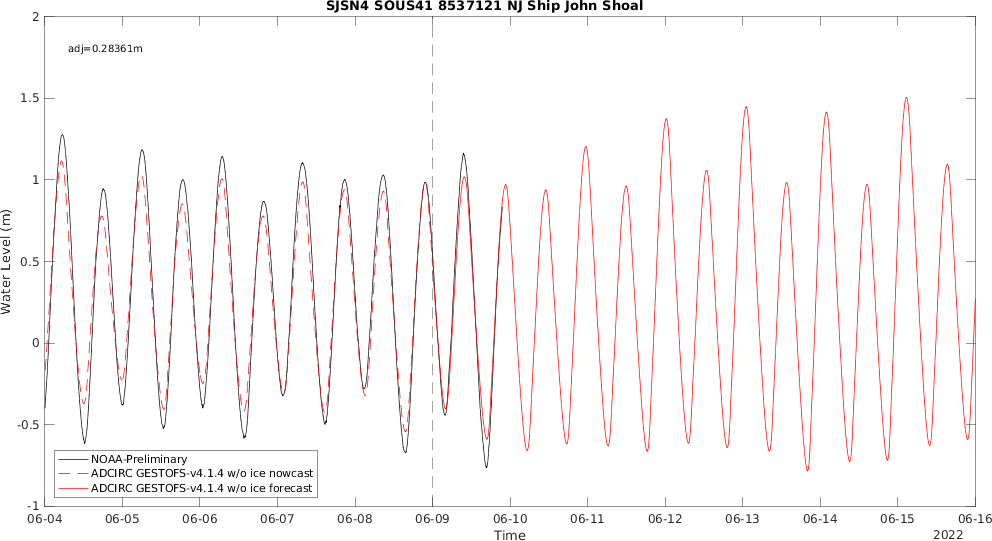 SJSN4 SOUS41 8537121 NJ Ship John Shoal
adj=0.28361m
2
1.5
1
0.5
0
-0.5
-1
Water Level (m)
NOAA-Preliminary
ADCIRC GESTOFS-v4.1.4 w/o ice nowcast
ADCIRC GESTOFS-v4.1.4 w/o ice forecast
06-04 06-05 06-06 06-07 06-08 06-09 06-10 06-11 06-12 06-13 06-14 06-15 06-16
Time
2022